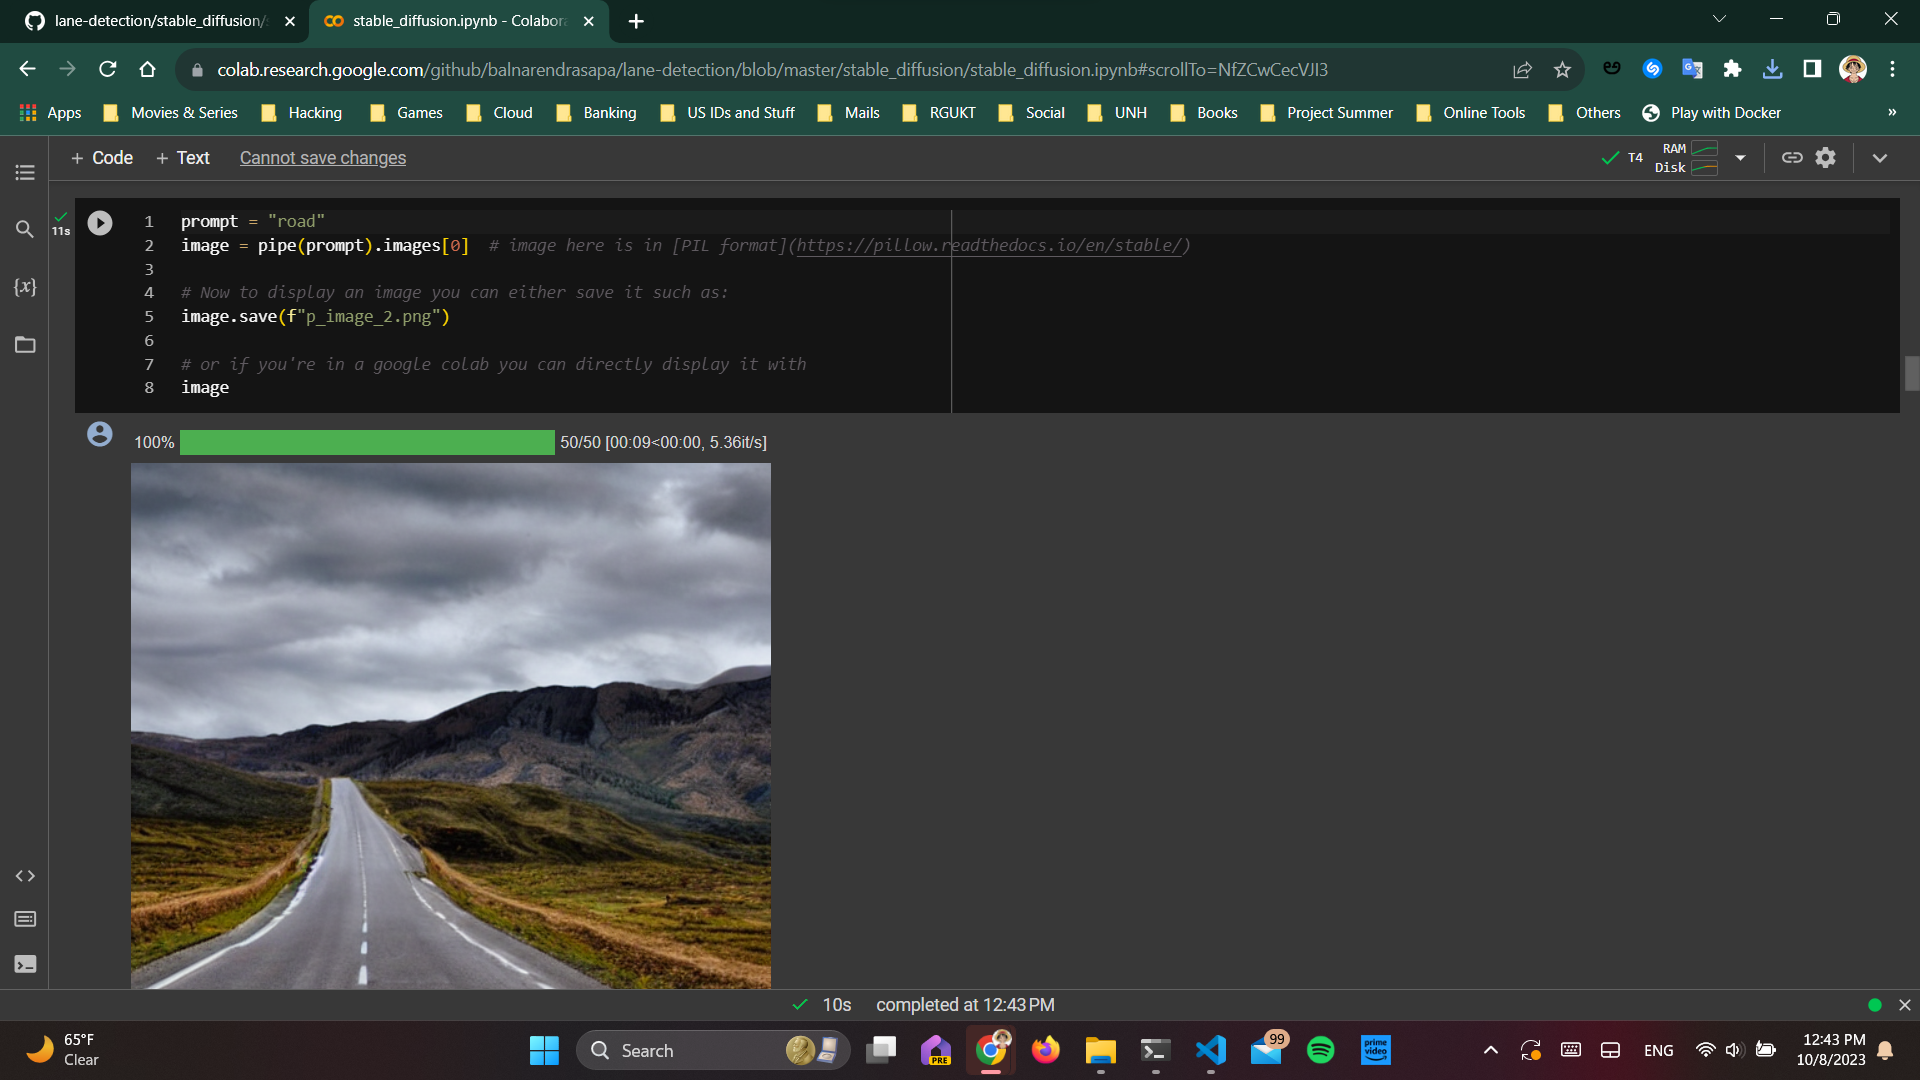 lane-detection/stable_diffusion/
stable_diffusion.ipynb - Colabor
colab.research.google.com/github/balnarendrasapa/lane-detection/blob/master/stable_diffusion/stable_diffusion.ipynb#scrollTo=NfZCwCecVJI3
Apps Movies & Series Hacking Games Cloud Banking US IDs and Stuff Mails RGUKT Social UNH Books Project Summer Online Tools Others Play with Docker »
+ Code + Text Cannot save changes
T4 RAM
Disk
11s
1 prompt = "road"
2 image = pipe(prompt).images[0]  # image here is in [PIL format](https://pillow.readthedocs.io/en/stable/)
3
4 # Now to display an image you can either save it such as:
5 image.save(f"p_image_2.png")
6
7 # or if you're in a google colab you can directly display it with
8 image
{x}
100% 50/50 [00:09<00:00, 5.36it/s]
10s completed at 12:43 PM
65°F
Clear
Search
PRE
99
prime video
ENG
12:43 PM
10/8/2023